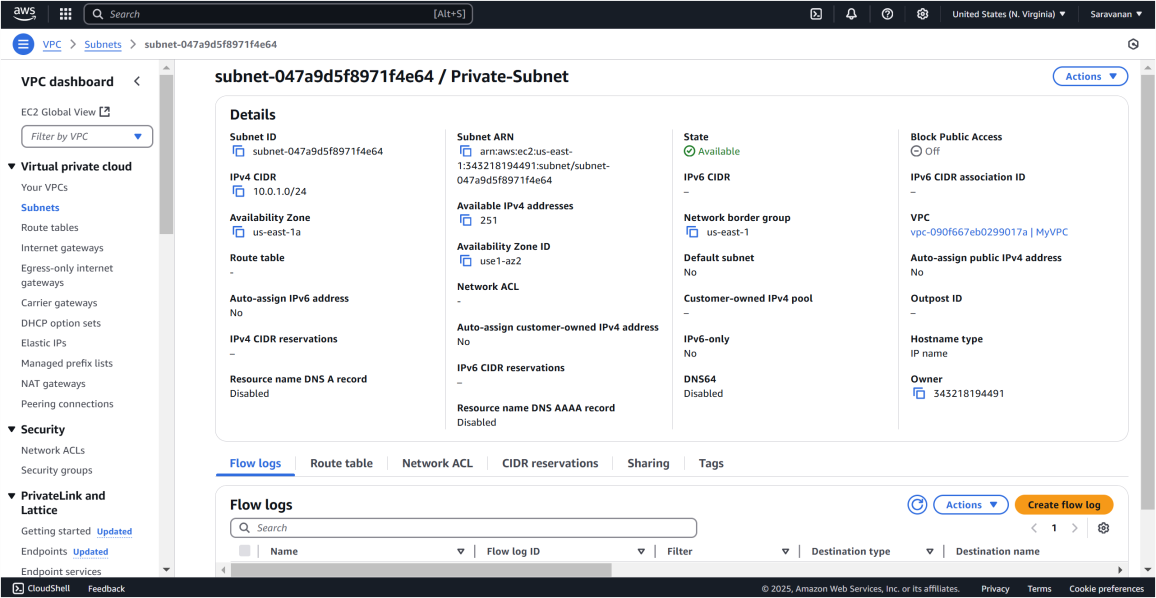 aws
Search [Alt+S]
United States (N. Virginia)
Saravanan
VPC
Subnets
subnet-047a9d5f8971f4e64
VPC dashboard
EC2 Global View
Filter by VPC
Virtual private cloud
Your VPCs
Subnets
Route tables
Internet gateways
Egress-only internet
gateways
Carrier gateways
DHCP option sets
Elastic IPs
Managed prefix lists
NAT gateways
Peering connections
Security
Network ACLs
Security groups
PrivateLink and
Lattice
Getting started Updated
Endpoints Updated
Endpoint services
subnet-047a9d5f8971f4e64 / Private-Subnet
Actions
Details
Subnet ID
subnet-047a9d5f8971f4e64
IPv4 CIDR
10.0.1.0/24
Availability Zone
us-east-1a
Route table
-
Auto-assign IPv6 address
No
IPv4 CIDR reservations
–
Resource name DNS A record
Disabled
Subnet ARN
arn:aws:ec2:us-east-
1:343218194491:subnet/subnet-
047a9d5f8971f4e64
Available IPv4 addresses
251
Availability Zone ID
use1-az2
Network ACL
-
Auto-assign customer-owned IPv4 address
No
IPv6 CIDR reservations
–
Resource name DNS AAAA record
Disabled
State
Available
IPv6 CIDR
–
Network border group
us-east-1
Default subnet
No
Customer-owned IPv4 pool
–
IPv6-only
No
DNS64
Disabled
Block Public Access
Off
IPv6 CIDR association ID
–
VPC
vpc-090f667eb0299017a | MyVPC
Auto-assign public IPv4 address
No
Outpost ID
–
Hostname type
IP name
Owner
343218194491
Flow logs
Route table
Network ACL
CIDR reservations
Sharing
Tags
Flow logs
Actions
Create flow log
Search
1
Name
Flow log ID
Filter
Destination type
Destination name
CloudShell
Feedback
© 2025, Amazon Web Services, Inc. or its affiliates.
Privacy
Terms
Cookie preferences